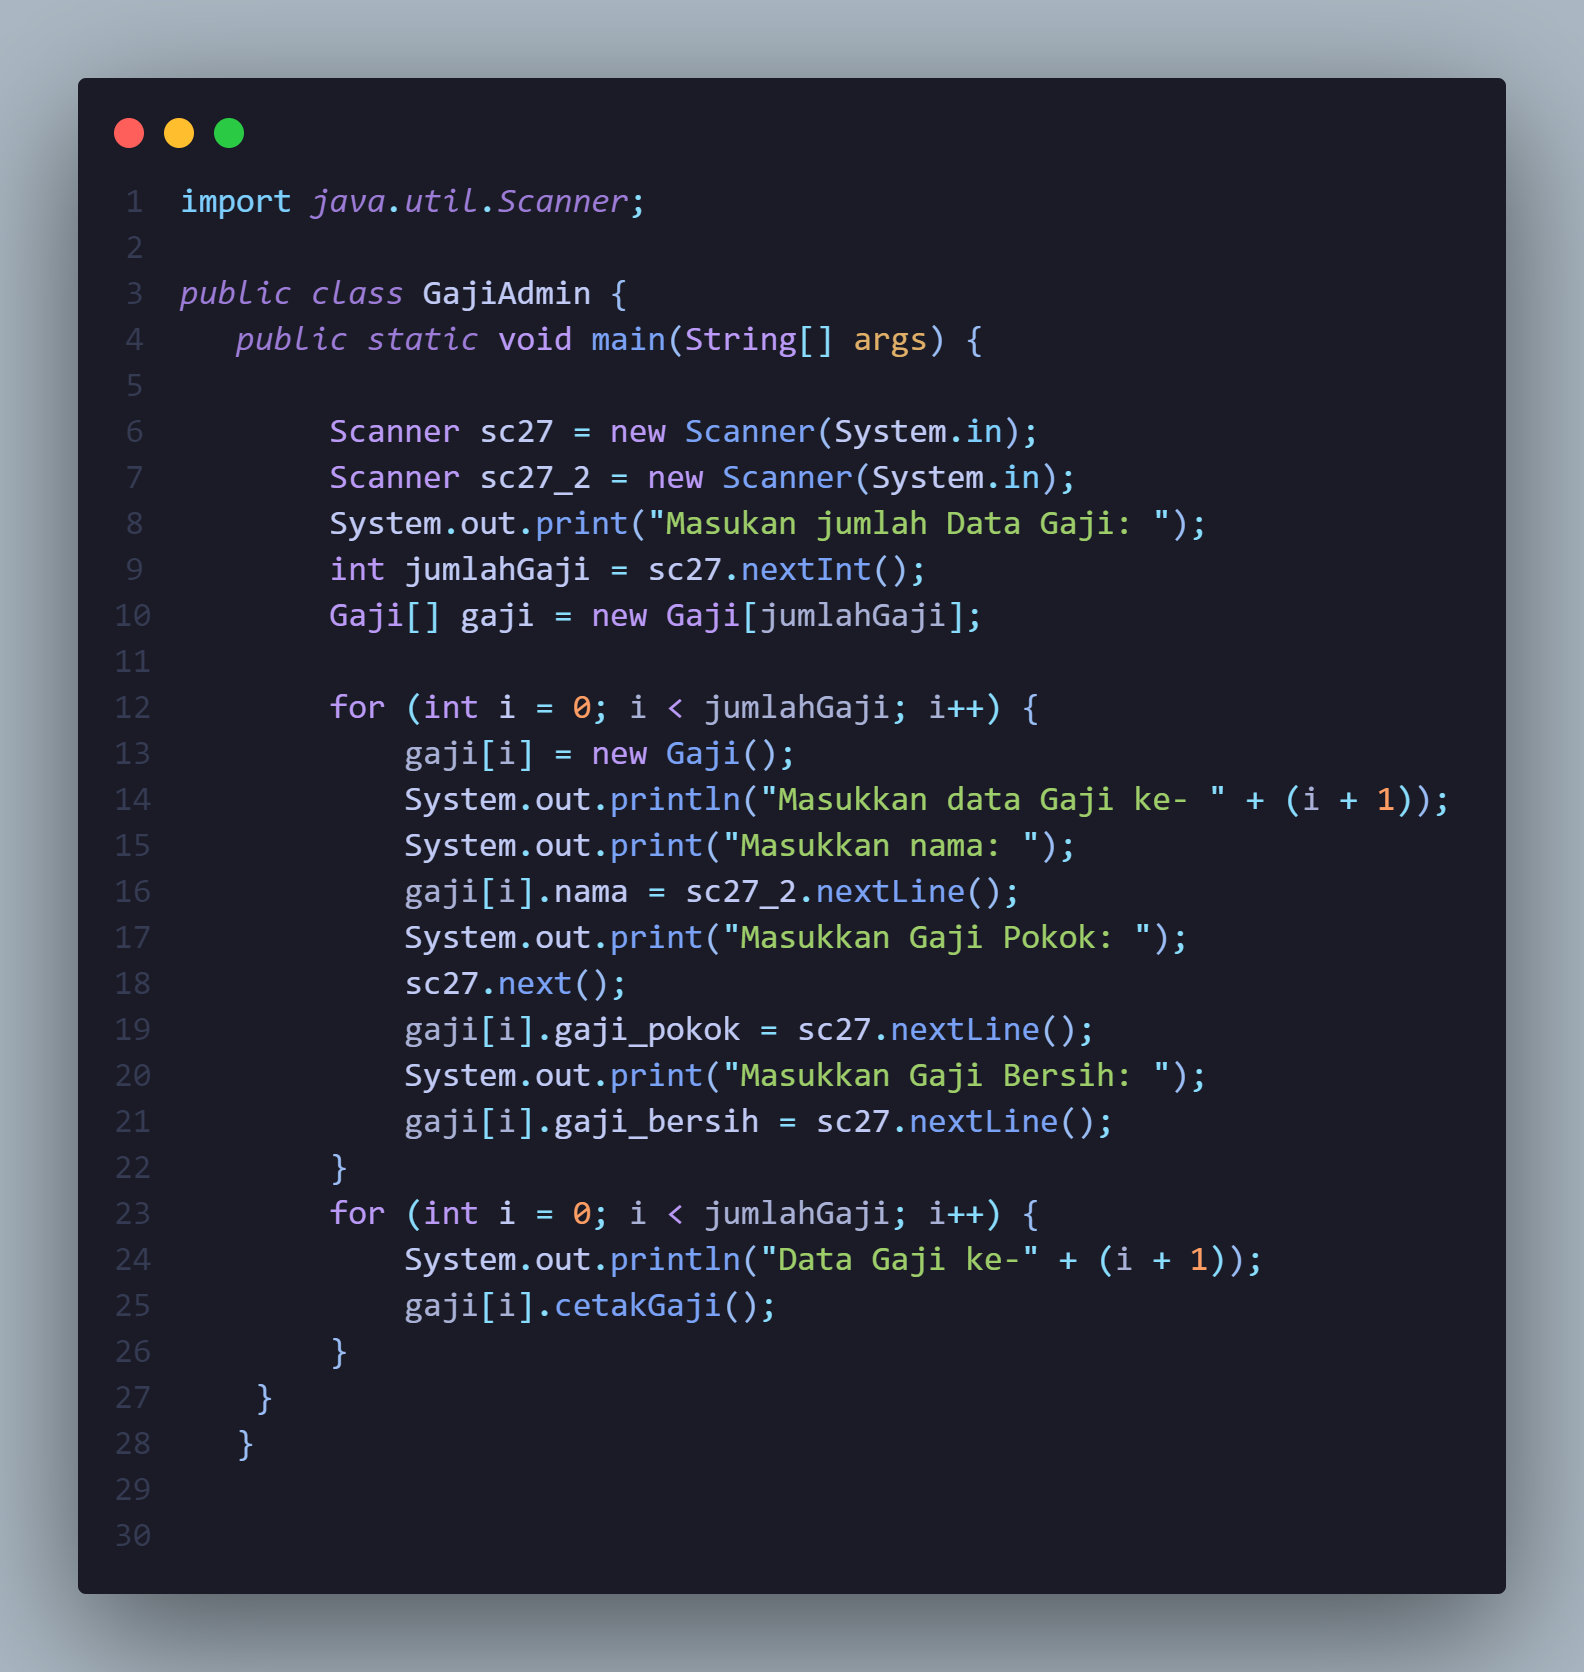 1 import java.util.Scanner;
2
3 public class GajiAdmin {
4    public static void main(String[] args) {
5
6         Scanner sc27 = new Scanner(System.in);
7         Scanner sc27_2 = new Scanner(System.in);
8         System.out.print("Masukan jumlah Data Gaji: ");
9         int jumlahGaji = sc27.nextInt();
10         Gaji[] gaji = new Gaji[jumlahGaji];
11
12         for (int i = 0; i < jumlahGaji; i++) {
13             gaji[i] = new Gaji();
14             System.out.println("Masukkan data Gaji ke- " + (i + 1));
15             System.out.print("Masukkan nama: ");
16             gaji[i].nama = sc27_2.nextLine();
17             System.out.print("Masukkan Gaji Pokok: ");
18             sc27.next();
19             gaji[i].gaji_pokok = sc27.nextLine();
20             System.out.print("Masukkan Gaji Bersih: ");
21             gaji[i].gaji_bersih = sc27.nextLine();
22         }
23         for (int i = 0; i < jumlahGaji; i++) {
24             System.out.println("Data Gaji ke-" + (i + 1));
25             gaji[i].cetakGaji();
26         }
27     }
28    }
29
30